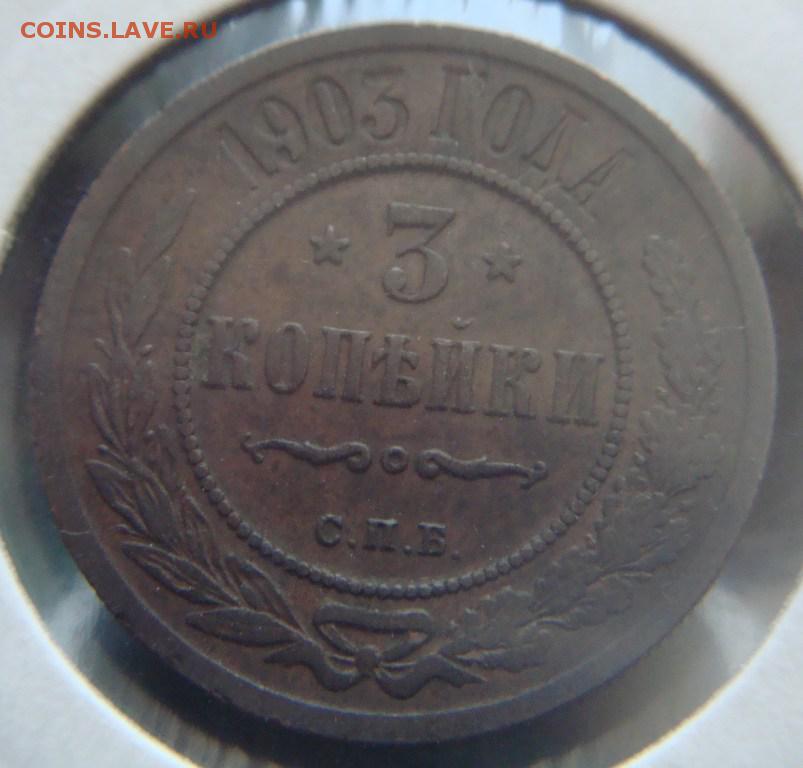 COINS.LAVE.RU
1903 ГОДА
3
КОПѢЙКИ
С.П.Б.